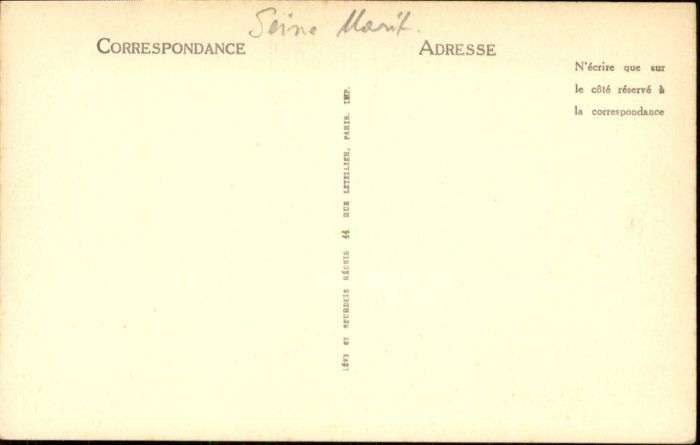 Seine Marit.
CORRESPONDANCE
ADRESSE
N'écrire que sur
le côté réservé à
la correspondance
LÉVY ET NEURDEIN RÉUNIS 44 RUE LETELLIER, PARIS. IMP.